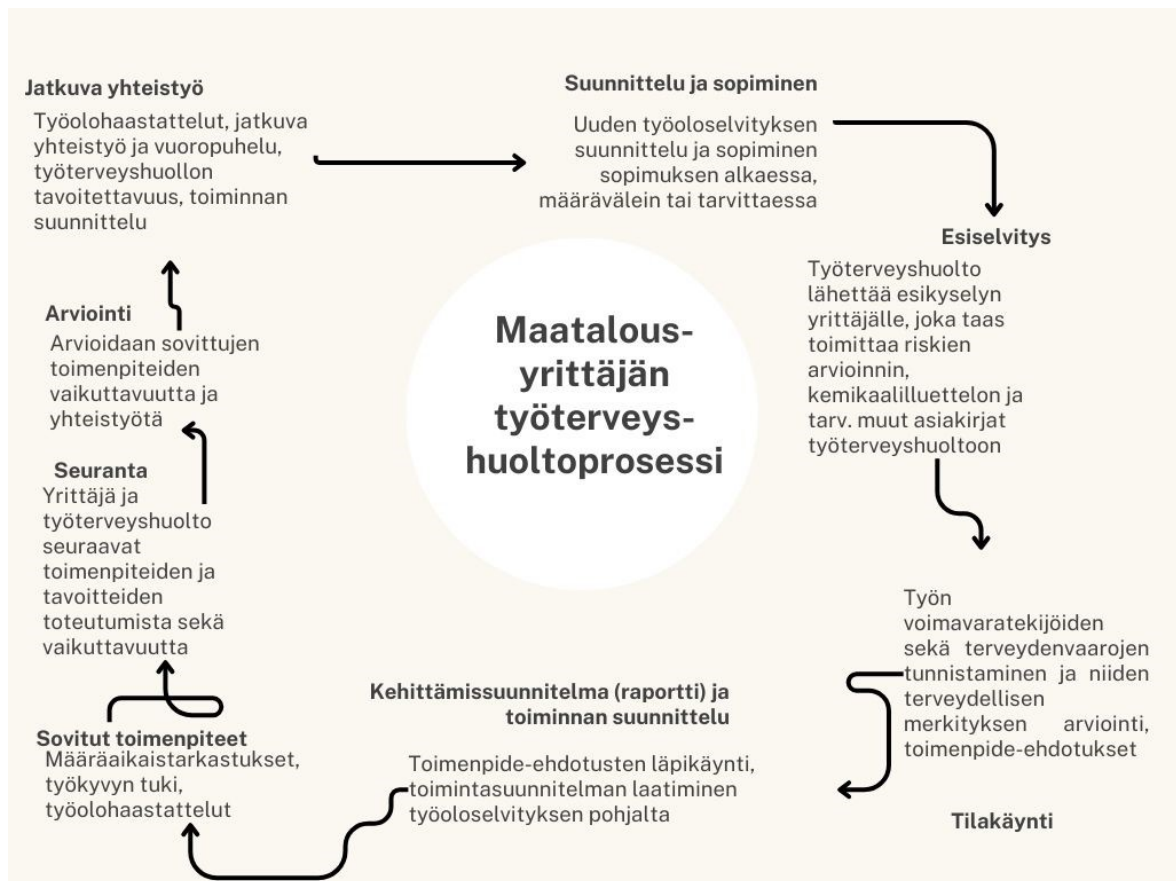 Jatkuva yhteistyö
Työolohaastattelut, jatkuva
yhteistyö ja vuoropuhelu,
työterveyshuollon
tavoitettavuus, toiminnan
suunnittelu
Suunnittelu ja sopiminen
Uuden työoloselvityksen
suunnittelu ja sopiminen
sopimuksen alkaessa,
määrävälein tai tarvittaessa
Esiselvitys
Työterveyshuolto
lähettää esikyselyn
yrittäjälle, joka taas
toimittaa riskien
arvioinnin,
kemikaalilluettelon ja
tarv. muut asiakirjat
työterveyshuoltoon
Maatalous-
yrittäjän
työterveys-
huoltoprosessi
Työn
voimavaratekijöiden
sekä terveydenvaarojen
tunnistaminen ja niiden
terveydellisen
merkityksen arviointi,
toimenpide-ehdotukset
Tilakäynti
Kehittämissuunnitelma (raportti) ja
toiminnan suunnittelu
Toimenpide-ehdotusten läpikäynti,
toimintasuunnitelman laatiminen
työoloselvityksen pohjalta
Sovitut toimenpiteet
Määräaikaistarkastukset,
työkyvyn tuki,
työolohaastattelut
Seuranta
Yrittäjä ja
työterveyshuolto
seuraavat
toimenpiteiden ja
tavoitteiden
toteutumista sekä
vaikuttavuutta
Arviointi
Arvioidaan sovittujen
toimenpiteiden
vaikuttavuutta ja
yhteistyötä